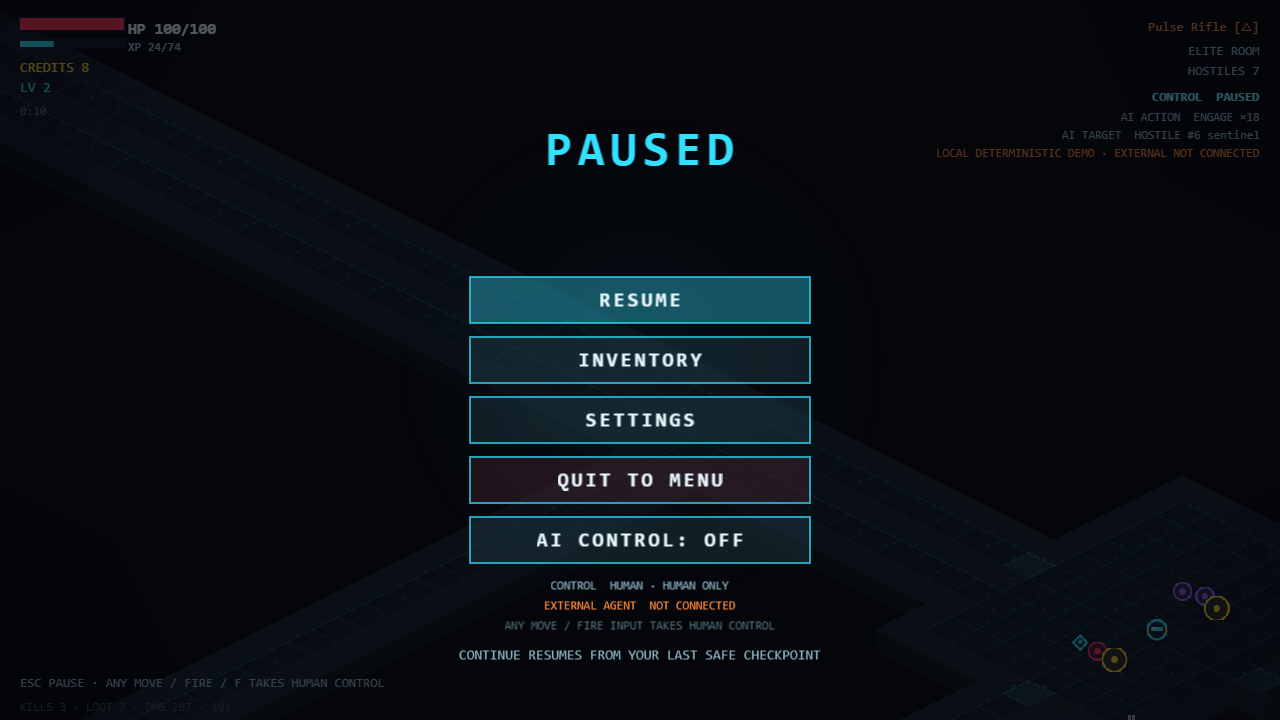 HP 100/100
XP 24/74
CREDITS 8
LV 2
0:10
Pulse Rifle [△]
ELITE ROOM
HOSTILES 7
CONTROL PAUSED
AI ACTION ENGAGE ×18
AI TARGET HOSTILE #6 sentinel
LOCAL DETERMINISTIC DEMO · EXTERNAL NOT CONNECTED
PAUSED
RESUME
INVENTORY
SETTINGS
QUIT TO MENU
AI CONTROL: OFF
CONTROL HUMAN · HUMAN ONLY
EXTERNAL AGENT NOT CONNECTED
ANY MOVE / FIRE INPUT TAKES HUMAN CONTROL
CONTINUE RESUMES FROM YOUR LAST SAFE CHECKPOINT
ESC PAUSE · ANY MOVE / FIRE / F TAKES HUMAN CONTROL
KILLS 3 · LOOT 3 · DMG 207 · 10s